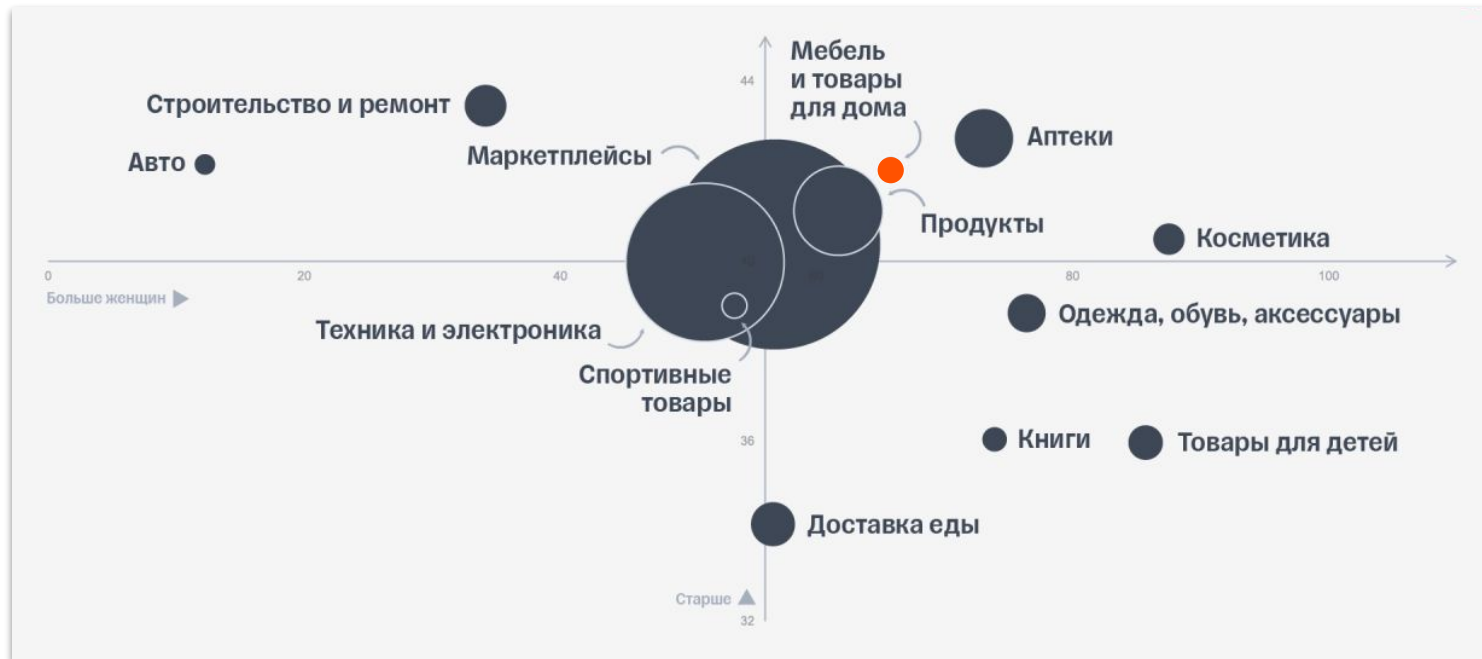 Мебель
и товары
для дома
44
Строительство и ремонт
Аптеки
Маркетплейсы
Авто
Продукты
Косметика
0
20
40
80
100
Больше женщин
Одежда, обувь, аксессуары
Техника и электроника
Спортивные
товары
36
Книги
Товары для детей
Доставка еды
Старше
32